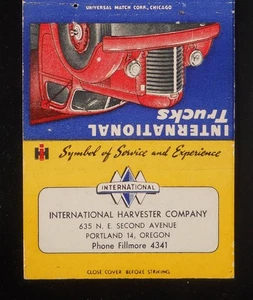 UNIVERSAL MATCH CORP., CHICAGO
INTERNATIONAL
Trucks
IH Symbol of Service and Experience
INTERNATIONAL
INTERNATIONAL HARVESTER COMPANY
635 N. E. SECOND AVENUE
PORTLAND 14, OREGON
Phone Fillmore 4341
CLOSE COVER BEFORE STRIKING